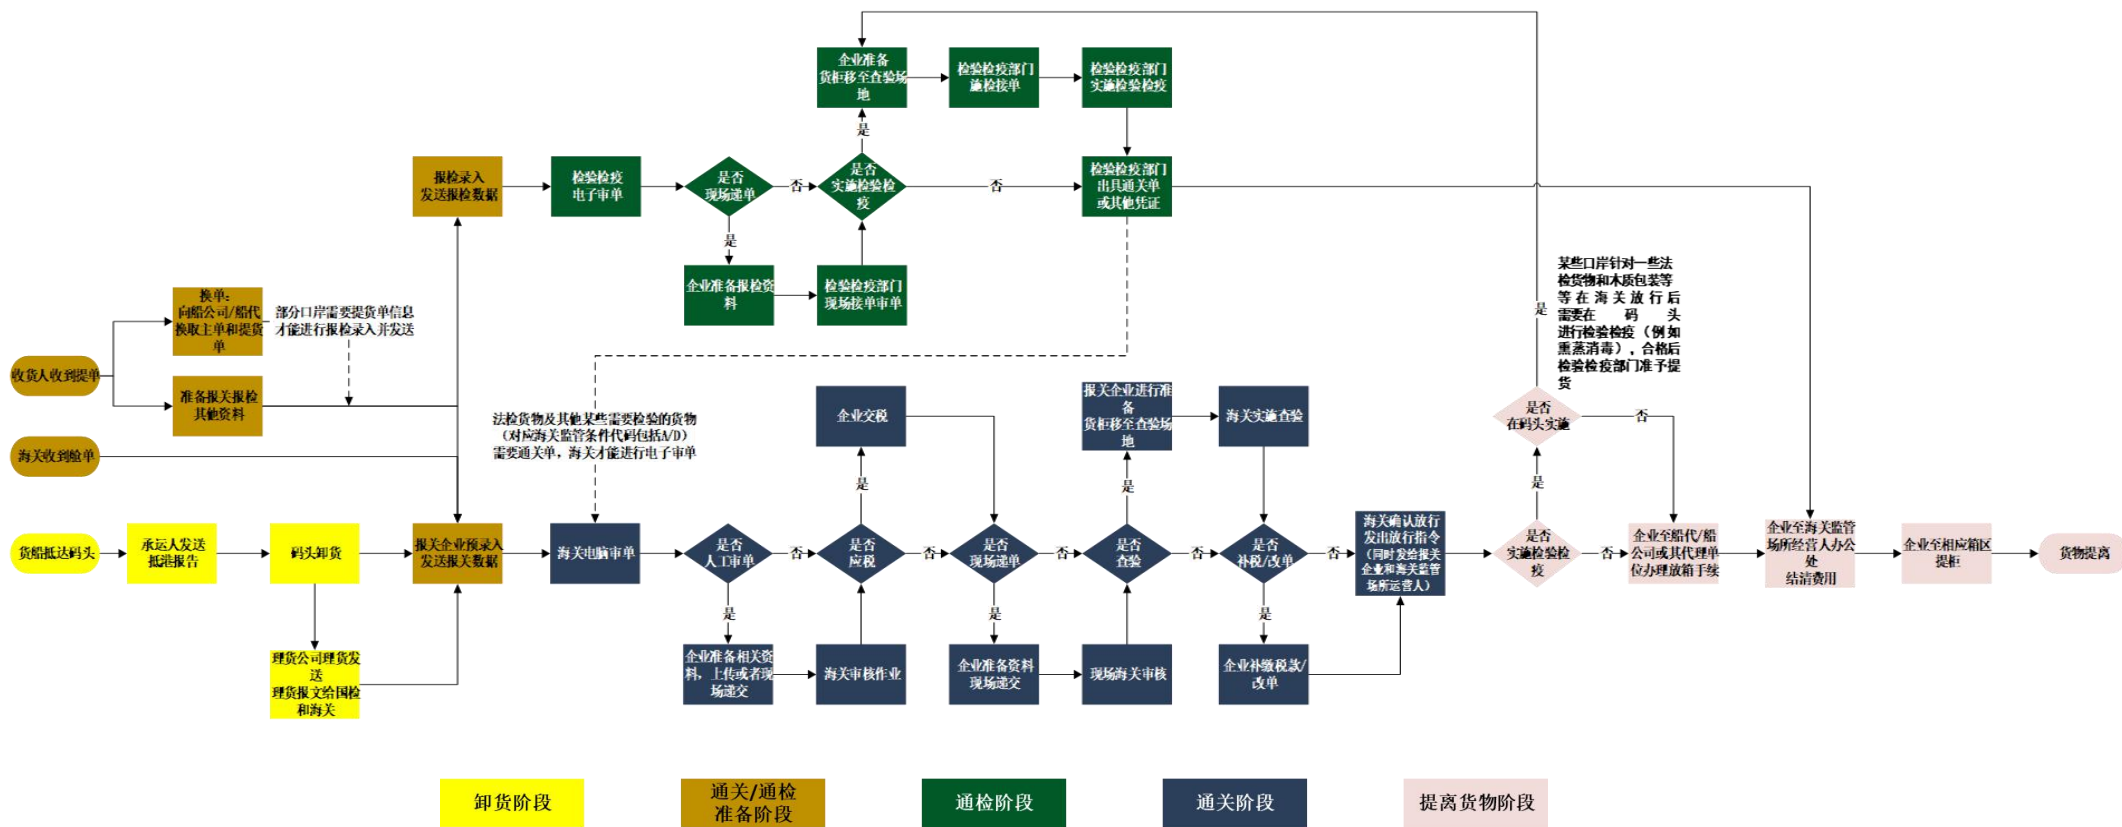 企业准备
货柜移至查验场
地
检验检疫部门
施检接单
检验检疫部门
实施检验检疫
是
报检录入
发送报检数据
检验检疫
电子审单
是否
现场递单
否
是否
实施检验检
疫
否
检验检疫部门
出具通关单
或其他凭证
是
企业准备报检资
料
检验检疫部门
现场接单审单
换单：
向船公司/船代
换取主单和提货
单
部分口岸需要提货单信息
才能进行报检录入并发送
收货人收到提单
准备报关报检
其他资料
某些口岸针对一些法
检货物和木质包装等
等在海关放行后
需要在码头
进行检验检疫（例如
熏蒸消毒），合格后
检验检疫部门准予提
货
是
法检货物及其他某些需要检验的货物
（对应海关监管条件代码包括A/D）
需要通关单，海关才能进行电子审单
企业交税
报关企业进行准备
货柜移至查验场
地
海关实施查验
是否
在码头实施
否
海关收到舱单
是
是
是
货船抵达码头
承运人发送
抵港报告
码头卸货
报关企业预录入
发送报关数据
海关电脑审单
是否
人工审单
否
是否
应税
否
是否
现场递单
否
是否
查验
否
是否
补税/改单
否
海关确认放行
发出放行指令
（同时发给报关
企业和海关监管
场所运营人）
是否
实施检验检
疫
否
企业至船代/船
公司或其代理单
位办理放箱手续
企业至海关监管
场所经营人办公
处
结清费用
企业至相应箱区
提柜
货物提离
是
是
是
理货公司理货发
送
理货报文给国检
和海关
企业准备相关资
料，上传或者现
场递交
海关审核作业
企业准备资料
现场递交
现场海关审核
企业补缴税款/
改单
卸货阶段
通关/通检
准备阶段
通检阶段
通关阶段
提离货物阶段